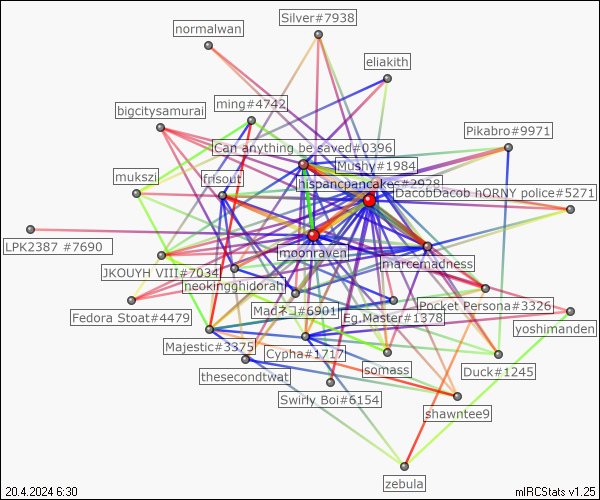 Silver#7938
normalwan
eliakith
ming#4742
bigcitysamurai
Pikabro#9971
Can anything be saved#0396
Mushy#1984
frisout
hispancpancakes#2928
mukszi
DacobDacob hORNY police#5271
LPK2387 #7690
moonraven
marcemadness
JKOUYH VIII#7034
neokingghidorah
Madネコ#6901
Pocket Persona#3326
Fedora Stoat#4479
Eg.Master#1378
yoshimanden
Majestic#3375
Cypha#1717
somass
Duck#1245
thesecondtwat
Swirly Boi#6154
shawntee9
zebula
20.4.2024 6:30
mIRCStats v1.25